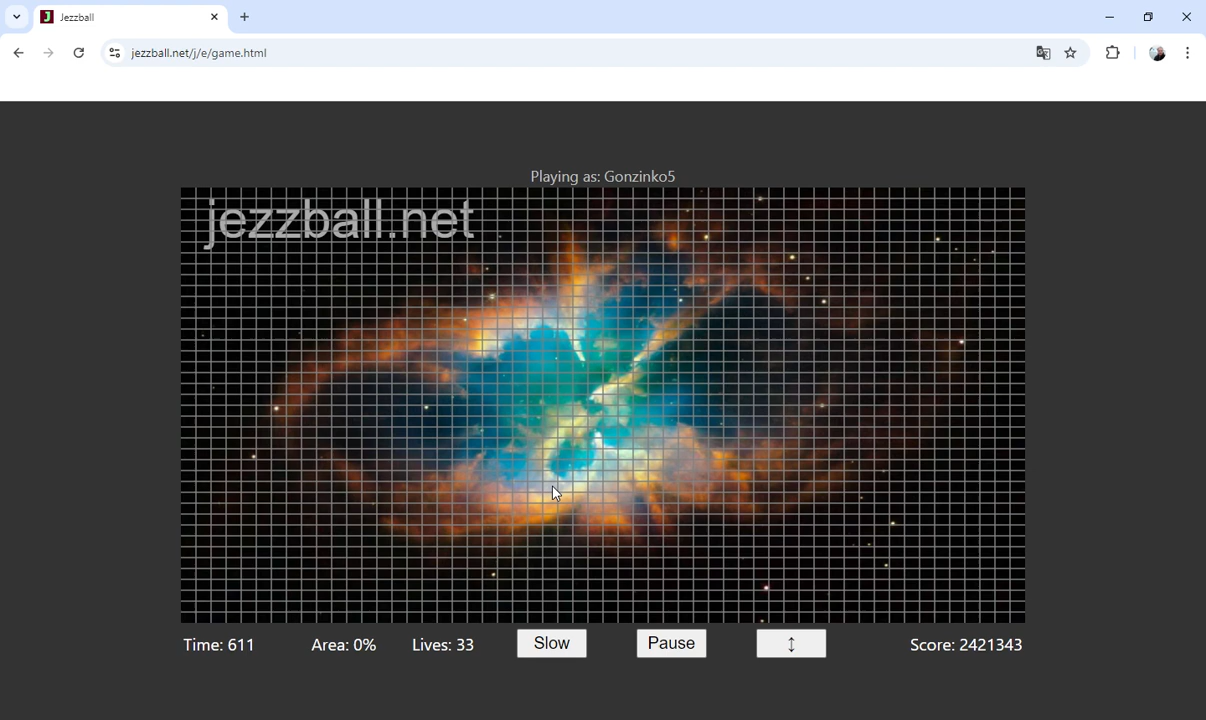 Jezzball
jezzball.net/j/e/game.html
Playing as: Gonzinko5
jezzball.net
Time: 611 Area: 0% Lives: 33 Slow Pause ↕ Score: 2421343